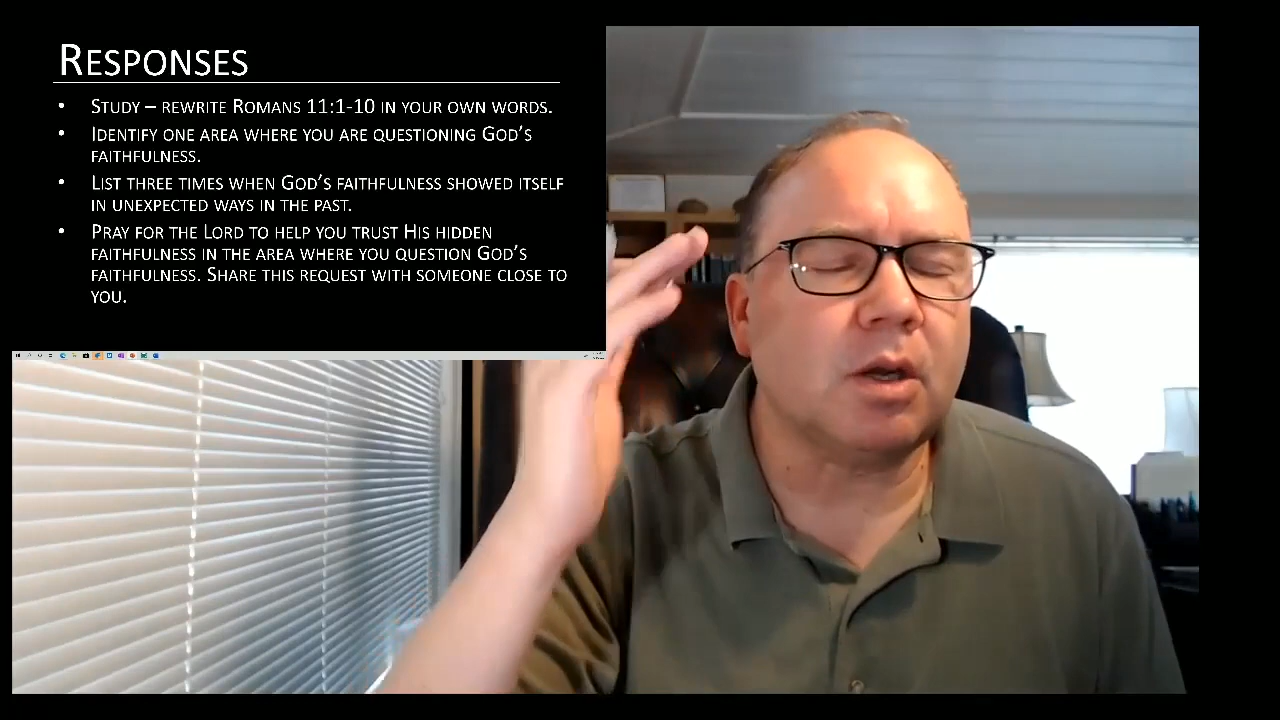 Responses
• Study – rewrite Romans 11:1-10 in your own words.
• Identify one area where you are questioning God's
faithfulness.
• List three times when God's faithfulness showed itself
in unexpected ways in the past.
• Pray for the Lord to help you trust His hidden
faithfulness in the area where you question God's
faithfulness. Share this request with someone close to
you.